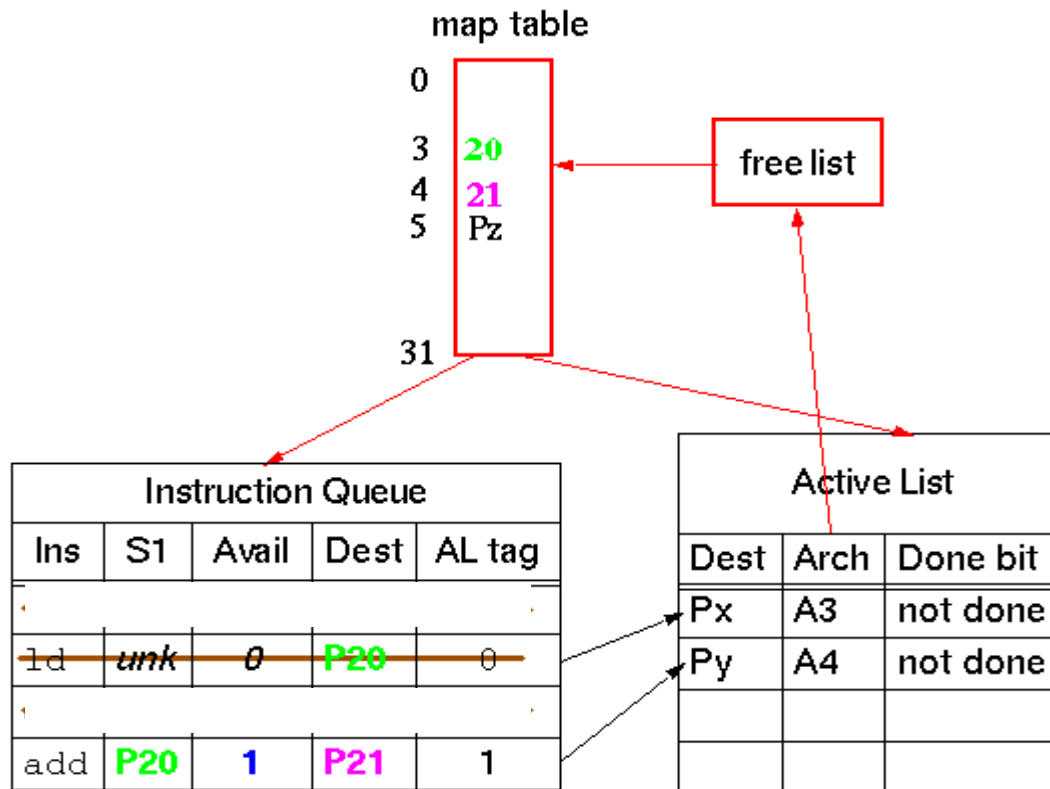 map table
0
3 20
4 21
5 Pz
31
free list
Instruction Queue
Ins S1 Avail Dest AL tag
ld unk 0 P20 0
add P20 1 P21 1
Active List
Dest Arch Done bit
Px A3 not done
Py A4 not done